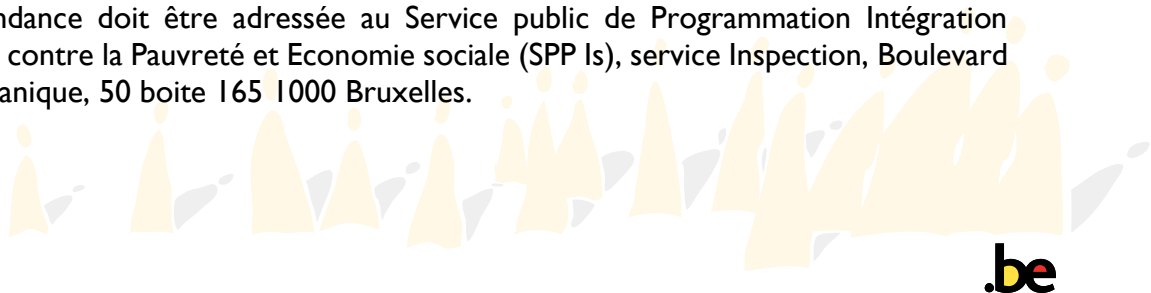 ndance doit être adressée au Service public de Programmation Intégration
contre la Pauvreté et Economie sociale (SPP Is), service Inspection, Boulevard
anique, 50 boite 165 1000 Bruxelles.
.be